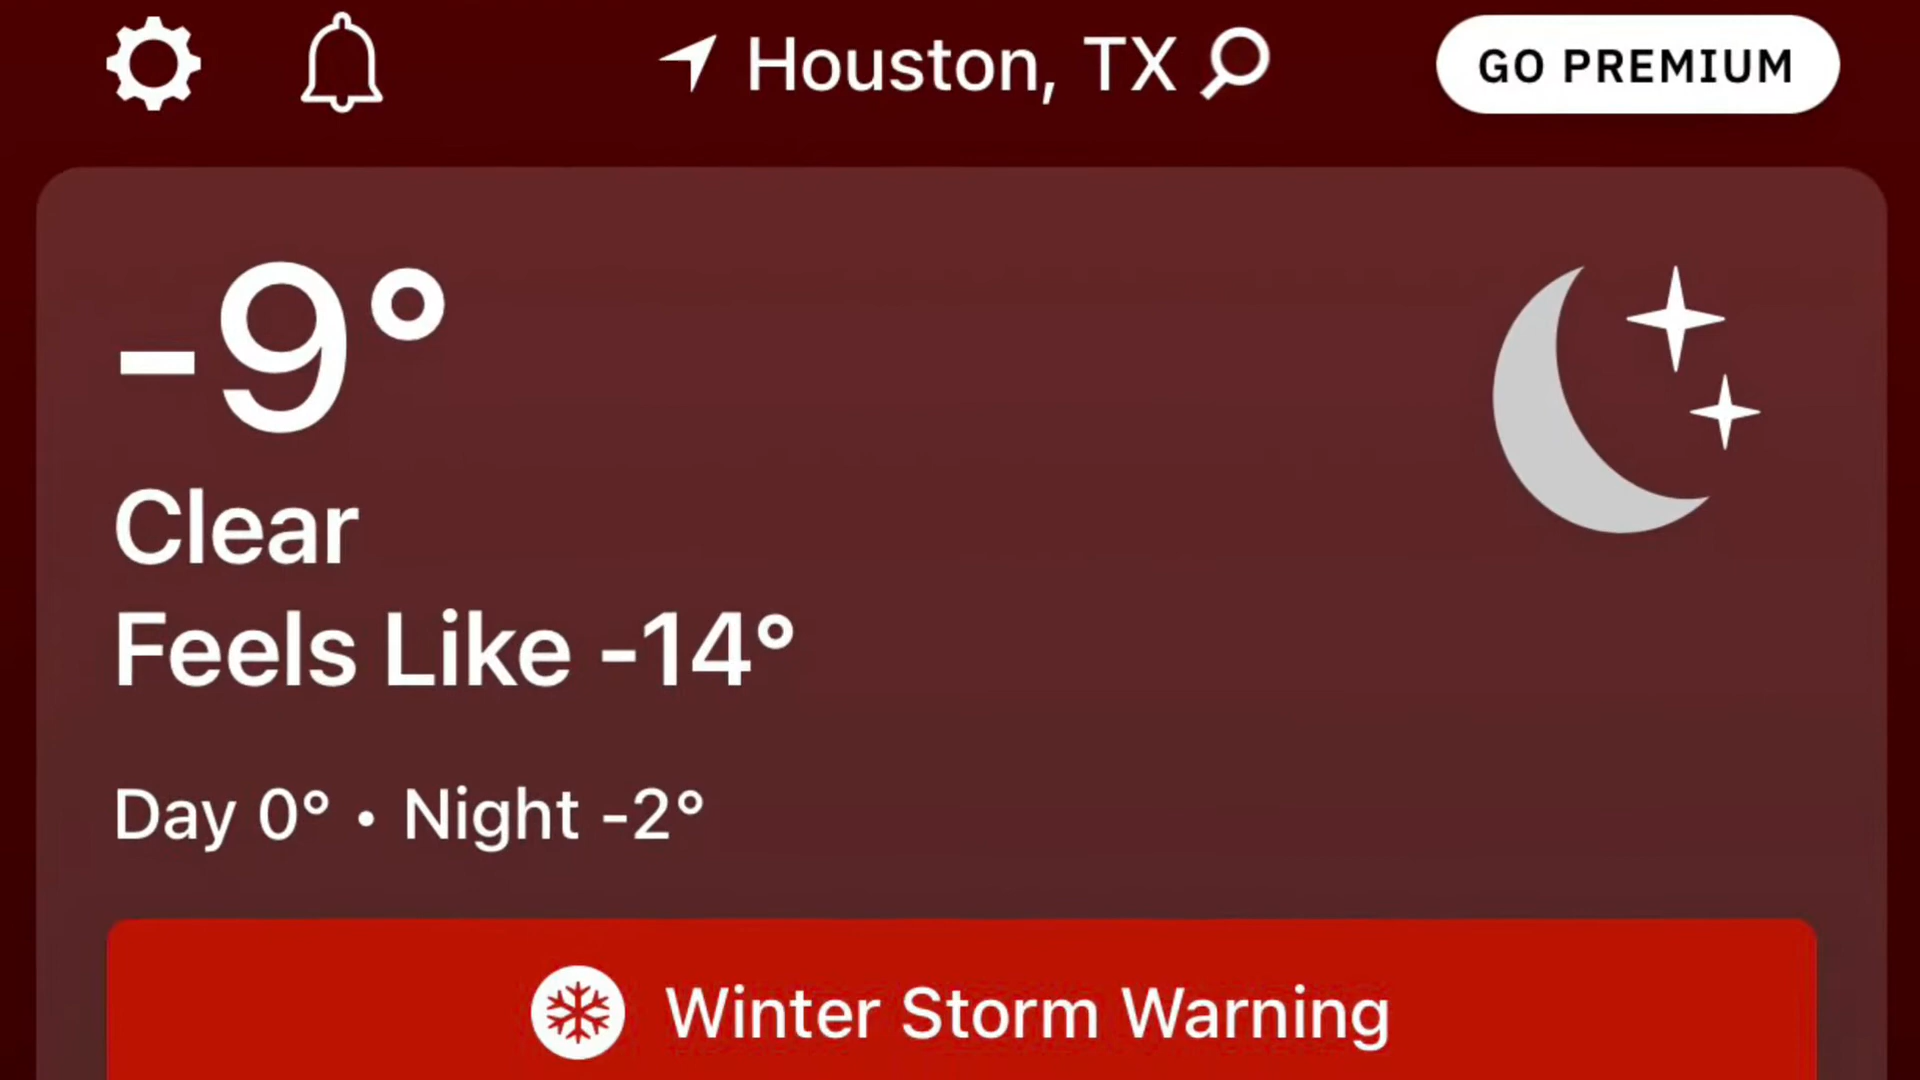 Houston, TX
GO PREMIUM
-9°
Clear
Feels Like -14°
Day 0° • Night -2°
Winter Storm Warning